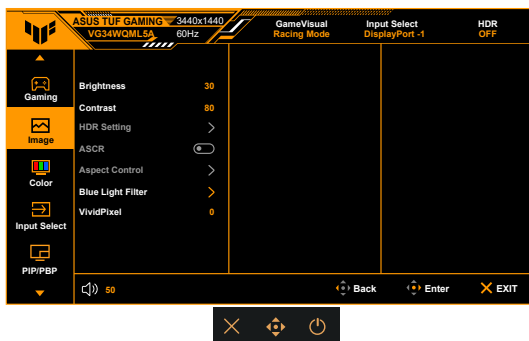 ASUS TUF GAMING 3440x1440 GameVisual Input Select HDR
VG34WQML5A 60Hz Racing Mode DisplayPort -1 OFF
Gaming
Image
Color
Input Select
PIP/PBP
Brightness 30
Contrast 80
HDR Setting
ASCR
Aspect Control
Blue Light Filter
VividPixel 0
50 Back Enter EXIT